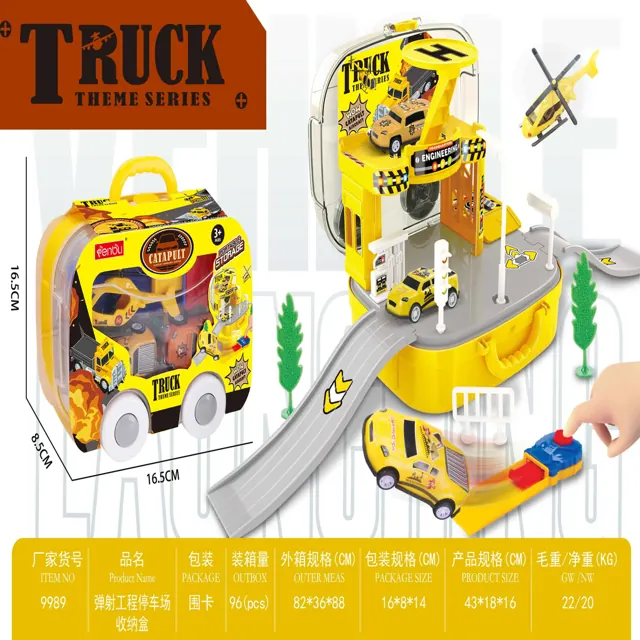 TRUCK
THEME SERIES
TRUCK
CATAPULT
ENGINEERING
H
Fendu
CATAPULT
3+
STORAGE
TRUCK
THEME SERIES
16.5CM
8.5CM
16.5CM
厂家货号 品名 包装 装箱量 外箱规格(CM) 包装规格(CM) 产品规格(CM) 毛重/净重(KG)
ITEM NO Product Name PACKAGE OUTBOX OUTER MEAS PACKAGE SIZE PRODUCT SIZE GW /NW
9989 弹射工程停车场 围卡 96(pcs) 82*36*88 16*8*14 43*18*16 22/20
收纳盒